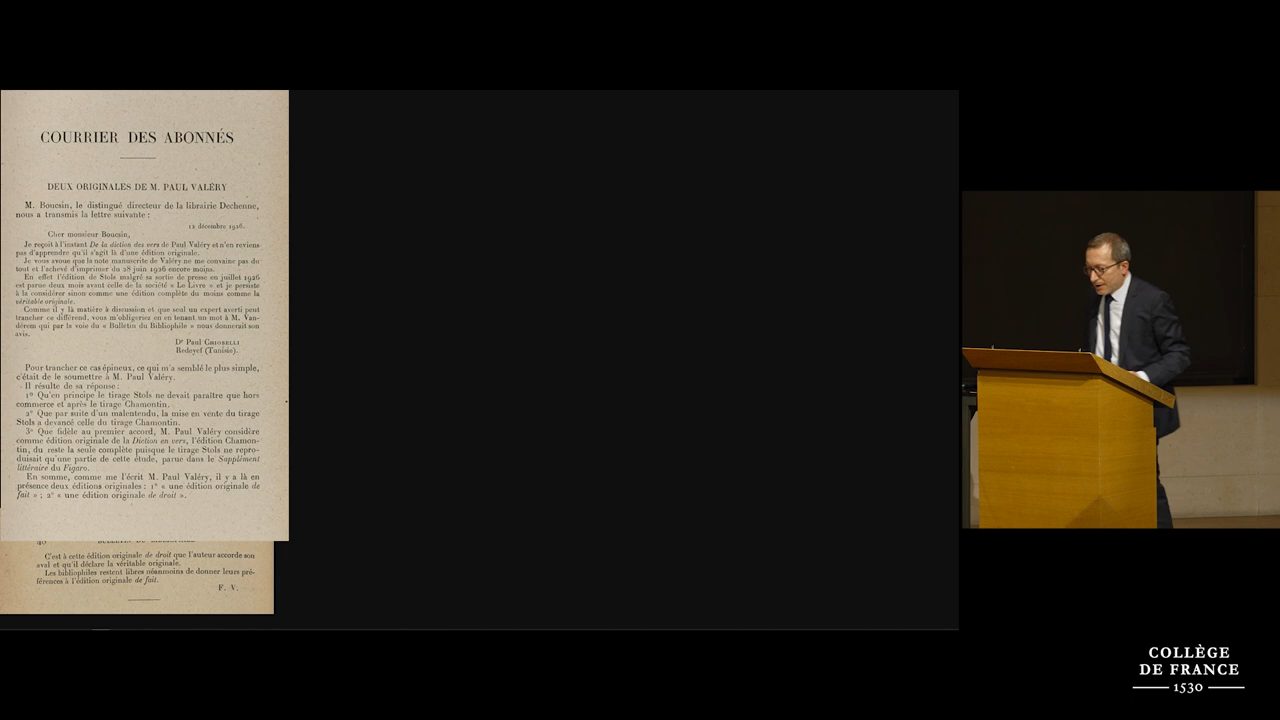 COURRIER DES ABONNÉS
DEUX ORIGINALES DE M. PAUL VALÉRY
M. Boucsin, le distingué directeur de la librairie Dechenne,
nous a transmis la lettre suivante :
12 décembre 1926.
Cher monsieur Boucsin,
Je reçoit à l'instant De la diction des vers de Paul Valéry et n'en reviens
pas d'apprendre qu'il s'agit là d'une édition originale.
Je vous avoue que la note manuscrite de Valéry ne me convainc pas du
tout et l'achevé d'imprimer du 28 juin 1926 encore moins.
En effet l'édition de Stols malgré sa sortie de presse en juillet 1926
est parue deux mois avant celle de la société « Le Livre » et je persiste
à la considérer sinon comme une édition complète du moins comme la
véritable originale.
Comme il y là matière à discussion et que seul un expert averti peut
trancher ce différend, vous m'obligeriez en en tenant un mot à M. Van-
dérem qui par la voie du « Bulletin du Bibliophile » nous donnerait son
avis.
Dr Paul
Redeyef (Tunisie).
Pour trancher ce cas épineux, ce qui m'a semblé le plus simple,
c'était de le soumettre à M. Paul Valéry.
Il résulte de sa réponse :
1º Qu'en principe le tirage Stols ne devait paraître que hors
commerce et après le tirage Chamontin.
2º Que par suite d'un malentendu, la mise en vente du tirage
Stols a devancé celle du tirage Chamontin.
3º Que fidèle au premier accord, M. Paul Valéry considère
comme édition originale de la Diction en vers, l'édition Chamon-
tin, du reste la seule complète puisque le tirage Stols ne repro-
duisait qu'une partie de cette étude, parue dans le Supplément
littéraire du Figaro.
En somme, comme me l'écrit M. Paul Valéry, il y a là en
présence deux éditions originales : 1º « une édition originale de
fait » ; 2º « une édition originale de droit ».
40
C'est à cette édition originale de droit que l'auteur accorde son
aval et qu'il déclare la véritable originale.
Les bibliophiles restent libres néanmoins de donner leurs pré-
férences à l'édition originale de fait.
F. V.
COLLÈGE
DE FRANCE
1530